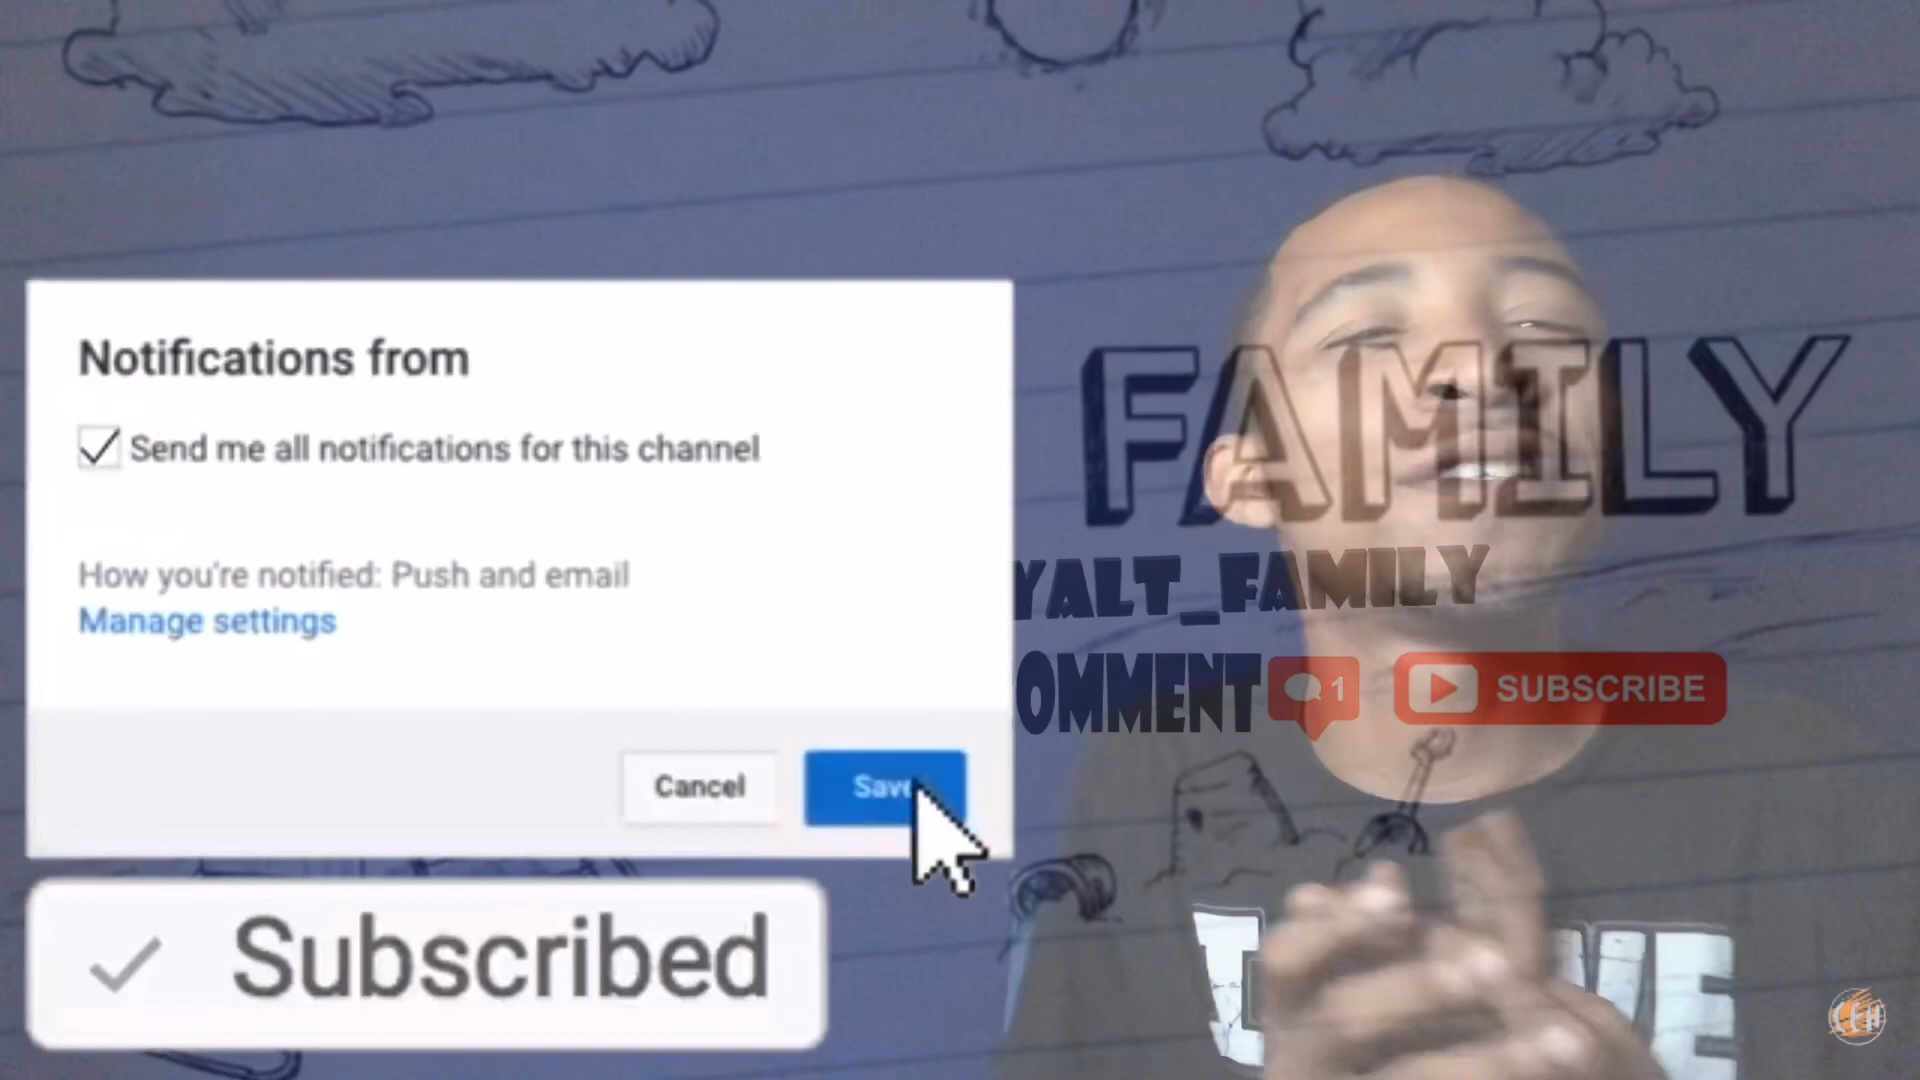 Notifications from
Send me all notifications for this channel
FAMILY
How you're notified: Push and email
YALT_FAMILY
Manage settings
OMMENT 1 SUBSCRIBE
Cancel Save
Subscribed